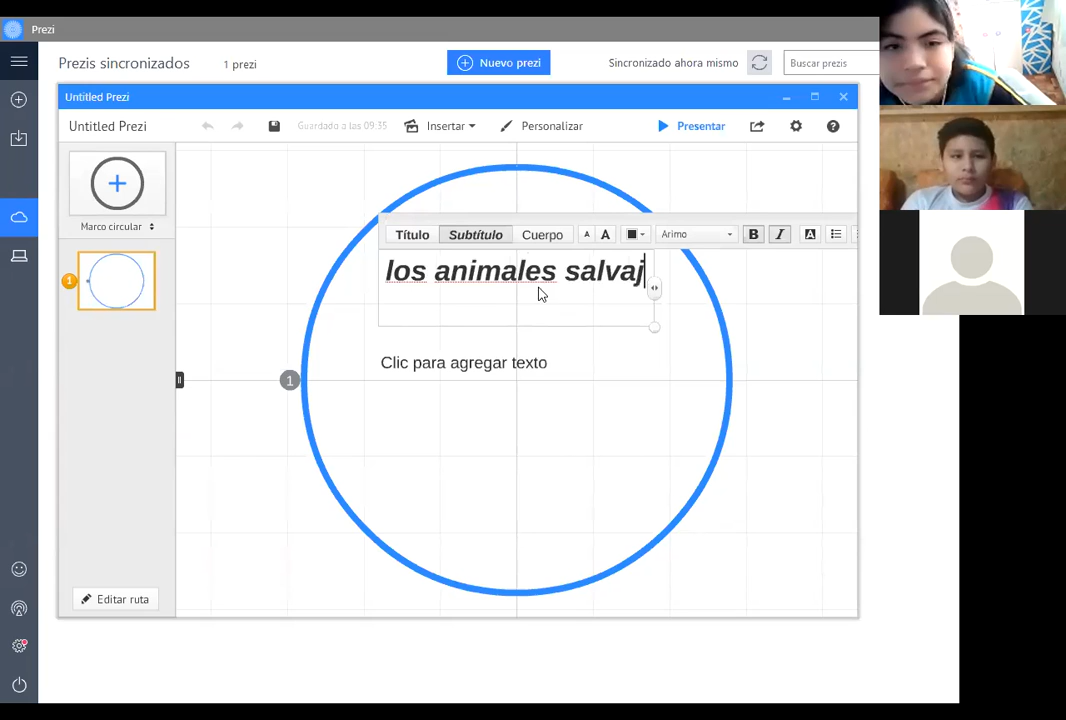 Prezi
Prezis sincronizados
1 prezi
Nuevo prezi
Sincronizado ahora mismo
Buscar prezis
Untitled Prezi
Untitled Prezi
Guardado a las 09:35
Insertar
Personalizar
Presentar
Marco circular
Título
Subtítulo
Cuerpo
A
A
Arimo
B
I
A
los animales salvaj
Clic para agregar texto
1
1
Editar ruta